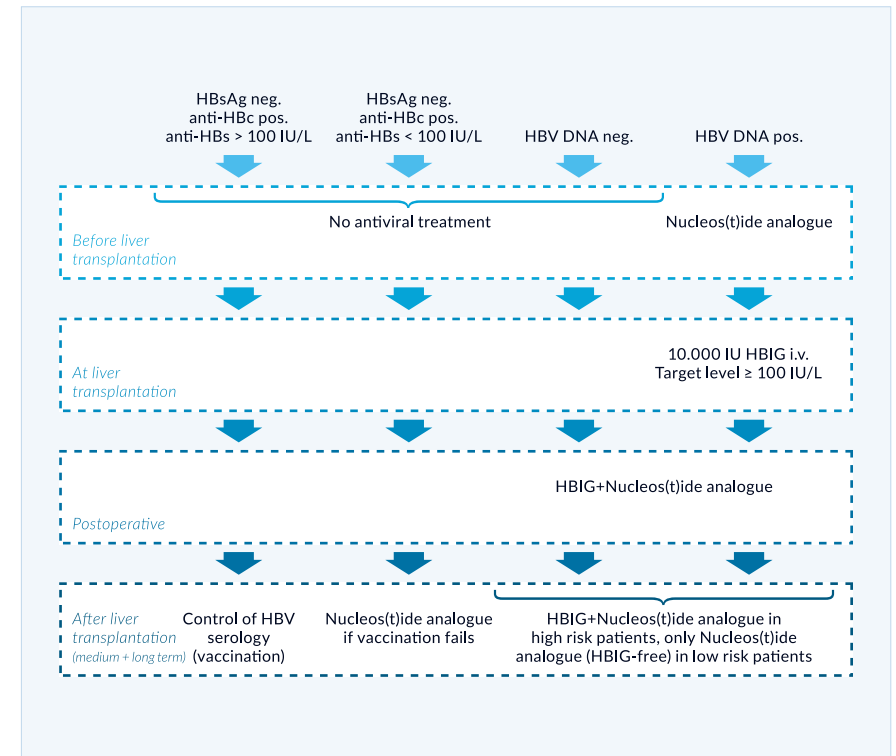 HBsAg neg.
anti-HBc pos.
anti-HBs > 100 IU/L
HBsAg neg.
anti-HBc pos.
anti-HBs < 100 IU/L
HBV DNA neg.
HBV DNA pos.
No antiviral treatment
Nucleos(t)ide analogue
Before liver
transplantation
10.000 IU HBIG i.v.
Target level ≥ 100 IU/L
At liver
transplantation
HBIG+Nucleos(t)ide analogue
Postoperative
After liver
transplantation
(medium + long term)
Control of HBV
serology
(vaccination)
Nucleos(t)ide analogue
if vaccination fails
HBIG+Nucleos(t)ide analogue in
high risk patients, only Nucleos(t)ide
analogue (HBIG-free) in low risk patients